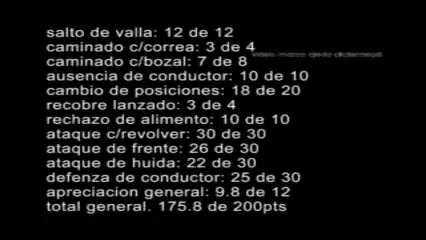 salto de valla: 12 de 12
caminado c/correa: 3 de 4
caminado c/bozal: 7 de 8
ausencia de conductor: 10 de 10
cambio de posiciones: 18 de 20
recobre lanzado: 3 de 4
rechazo de alimento: 10 de 10
ataque c/revolver: 30 de 30
ataque de frente: 26 de 30
ataque de huida: 22 de 30
defenza de conductor: 25 de 30
apreciacion general: 9.8 de 12
total general. 175.8 de 200pts